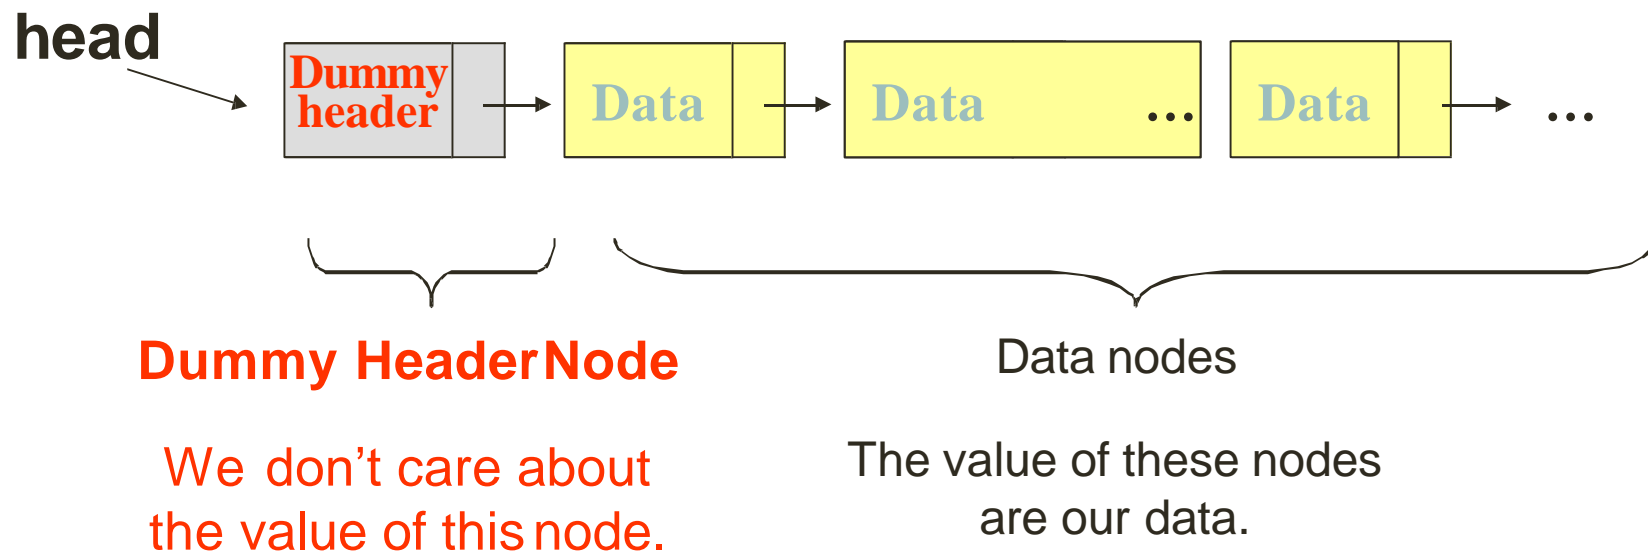 head
Dummy
header
Data
Data
...
Data
...
Dummy Header Node
Data nodes
We don't care about
the value of this node.
The value of these nodes
are our data.